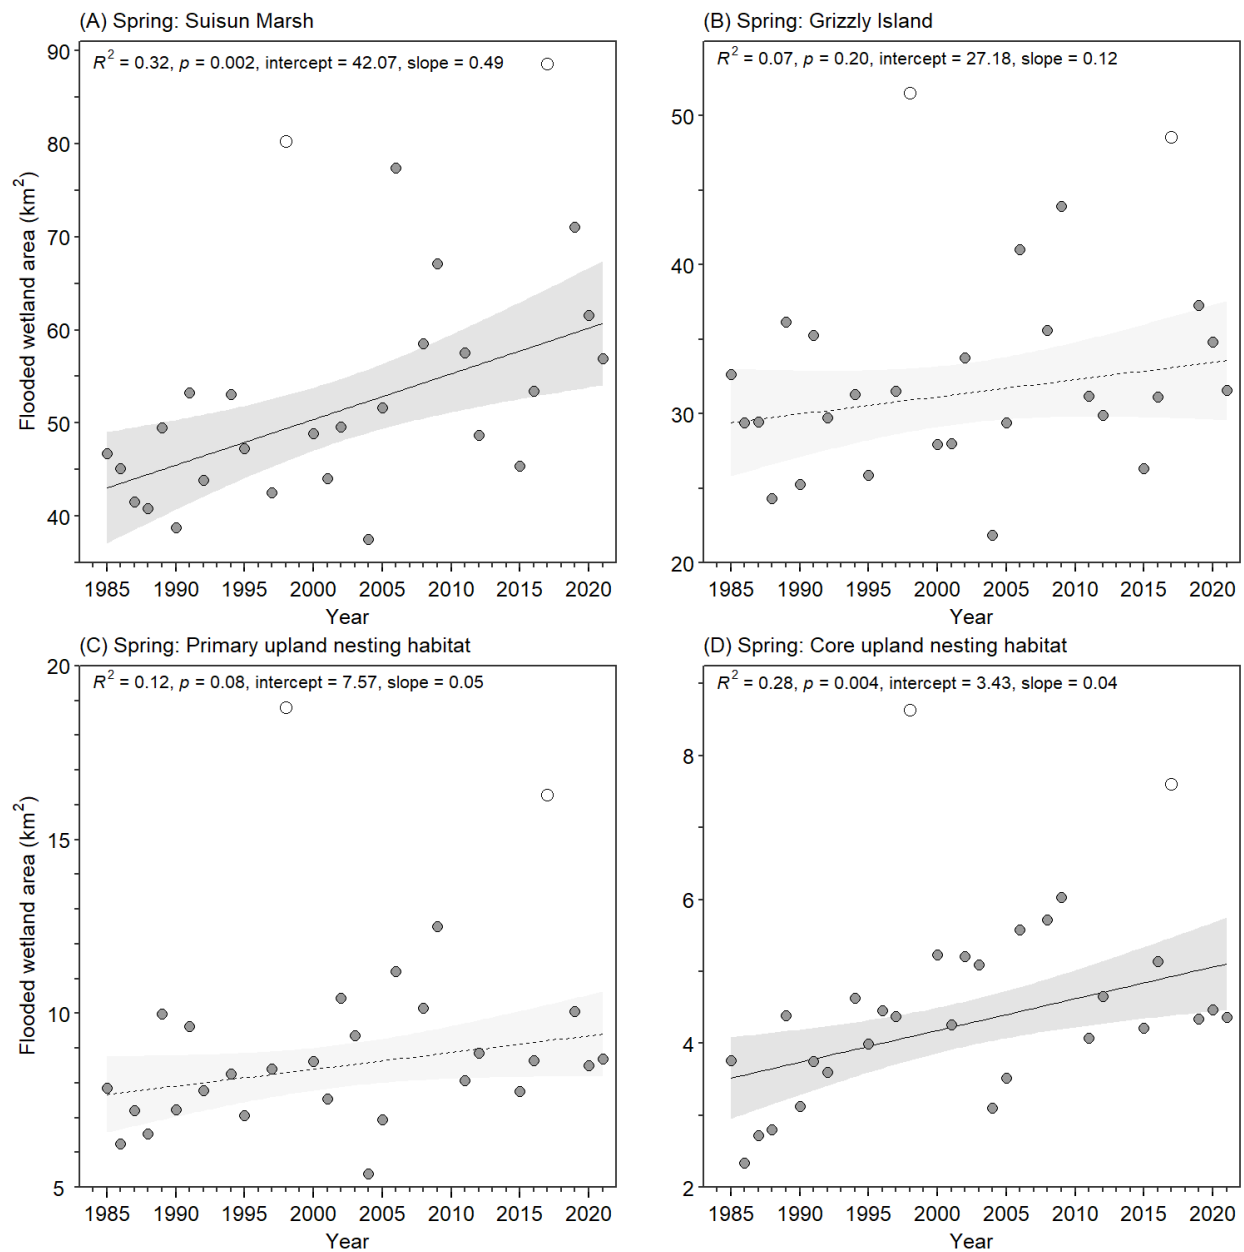 (A) Spring: Suisun Marsh
R² = 0.32, p = 0.002, intercept = 42.07, slope = 0.49
Flooded wetland area (km²)
90
80
70
60
50
40
1985 1990 1995 2000 2005 2010 2015 2020
Year
(B) Spring: Grizzly Island
R² = 0.07, p = 0.20, intercept = 27.18, slope = 0.12
50
40
30
20
1985 1990 1995 2000 2005 2010 2015 2020
Year
(C) Spring: Primary upland nesting habitat
R² = 0.12, p = 0.08, intercept = 7.57, slope = 0.05
Flooded wetland area (km²)
20
15
10
5
1985 1990 1995 2000 2005 2010 2015 2020
Year
(D) Spring: Core upland nesting habitat
R² = 0.28, p = 0.004, intercept = 3.43, slope = 0.04
8
6
4
2
1985 1990 1995 2000 2005 2010 2015 2020
Year